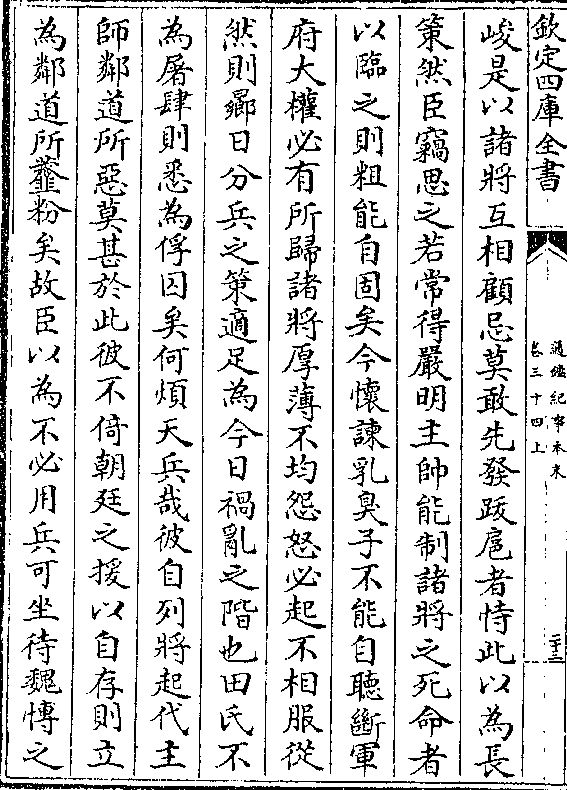 欽定四庫全書
通鑑紀事本末
卷三十四上
二十三
峻是以諸將互相顧忌莫敢先發跋扈者恃此以為長
策然臣竊思之若常得嚴明主帥能制諸將之死命者
以臨之則粗能自固矣今懷諫乳臭子不能自聽斷軍
府大權必有所歸諸將厚薄不均怨怒必起不相服從
然則曏日分兵之策適足為今日禍亂之階也田氏不
為屠肆則悉為俘囚矣何煩天兵哉彼自列將起代主
師鄰道所惡莫甚於此彼不倚朝廷之援以自存則立
為鄰道所虀粉矣故臣以為不必用兵可坐待魏愽之